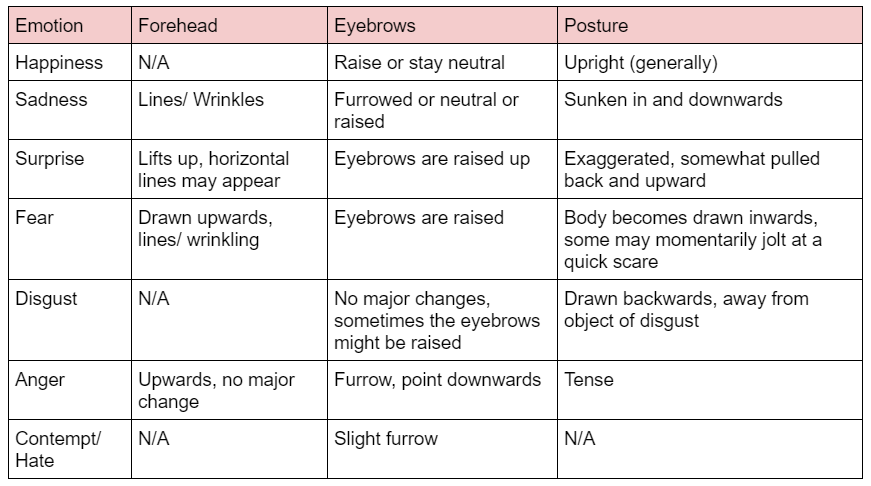 Emotion Forehead Eyebrows Posture
Happiness N/A Raise or stay neutral Upright (generally)
Sadness Lines/ Wrinkles Furrowed or neutral or Sunken in and downwards
raised
Surprise Lifts up, horizontal Eyebrows are raised up Exaggerated, somewhat pulled
lines may appear back and upward
Fear Drawn upwards, Eyebrows are raised Body becomes drawn inwards,
lines/ wrinkling some may momentarily jolt at a
quick scare
Disgust N/A No major changes, Drawn backwards, away from
sometimes the eyebrows object of disgust
might be raised
Anger Upwards, no major Furrow, point downwards Tense
change
Contempt/ N/A Slight furrow N/A
Hate